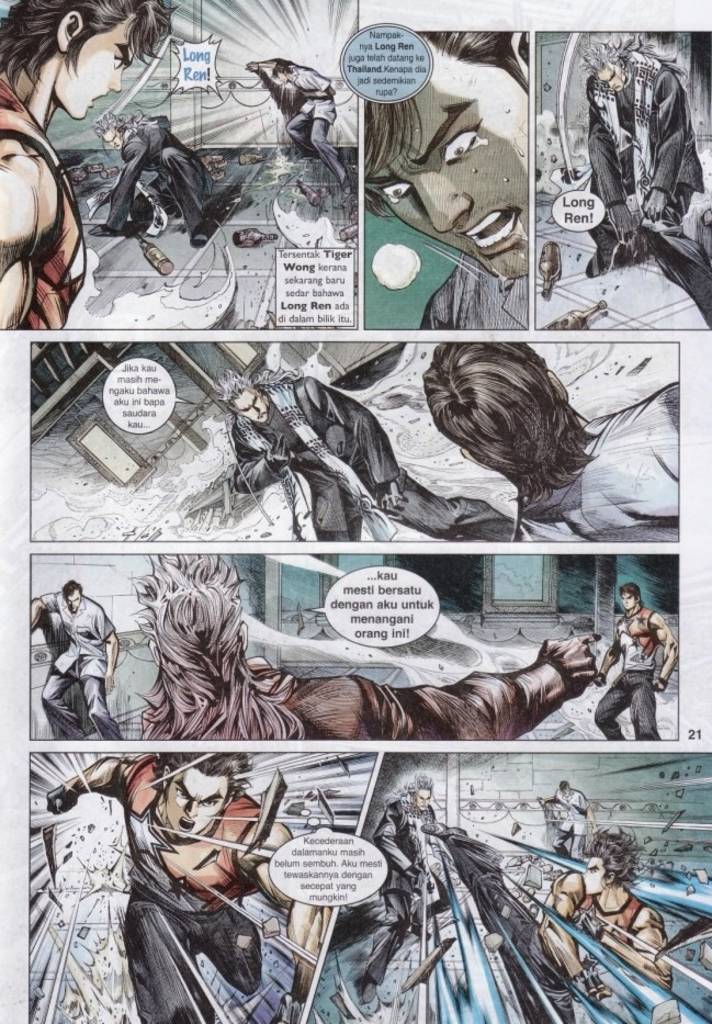 Long
Ren!
Tersentak Tiger
Wong kerana
sekarang baru
sedar bahawa
Long Ren ada
di dalam bilik itu.
Nampak-
nya Long Ren
juga telah datang ke
Thailand.Kenapa dia
jadi sedemikian
rupa?
Long
Ren!
Jika kau
masih me-
ngaku bahawa
aku ini bapa
saudara
kau...
...kau
mesti bersatu
dengan aku untuk
menangani
orang ini!
21
Kecederaan
dalamanku masih
belum sembuh. Aku mesti
tewaskannya dengan
secepat yang
mungkin!